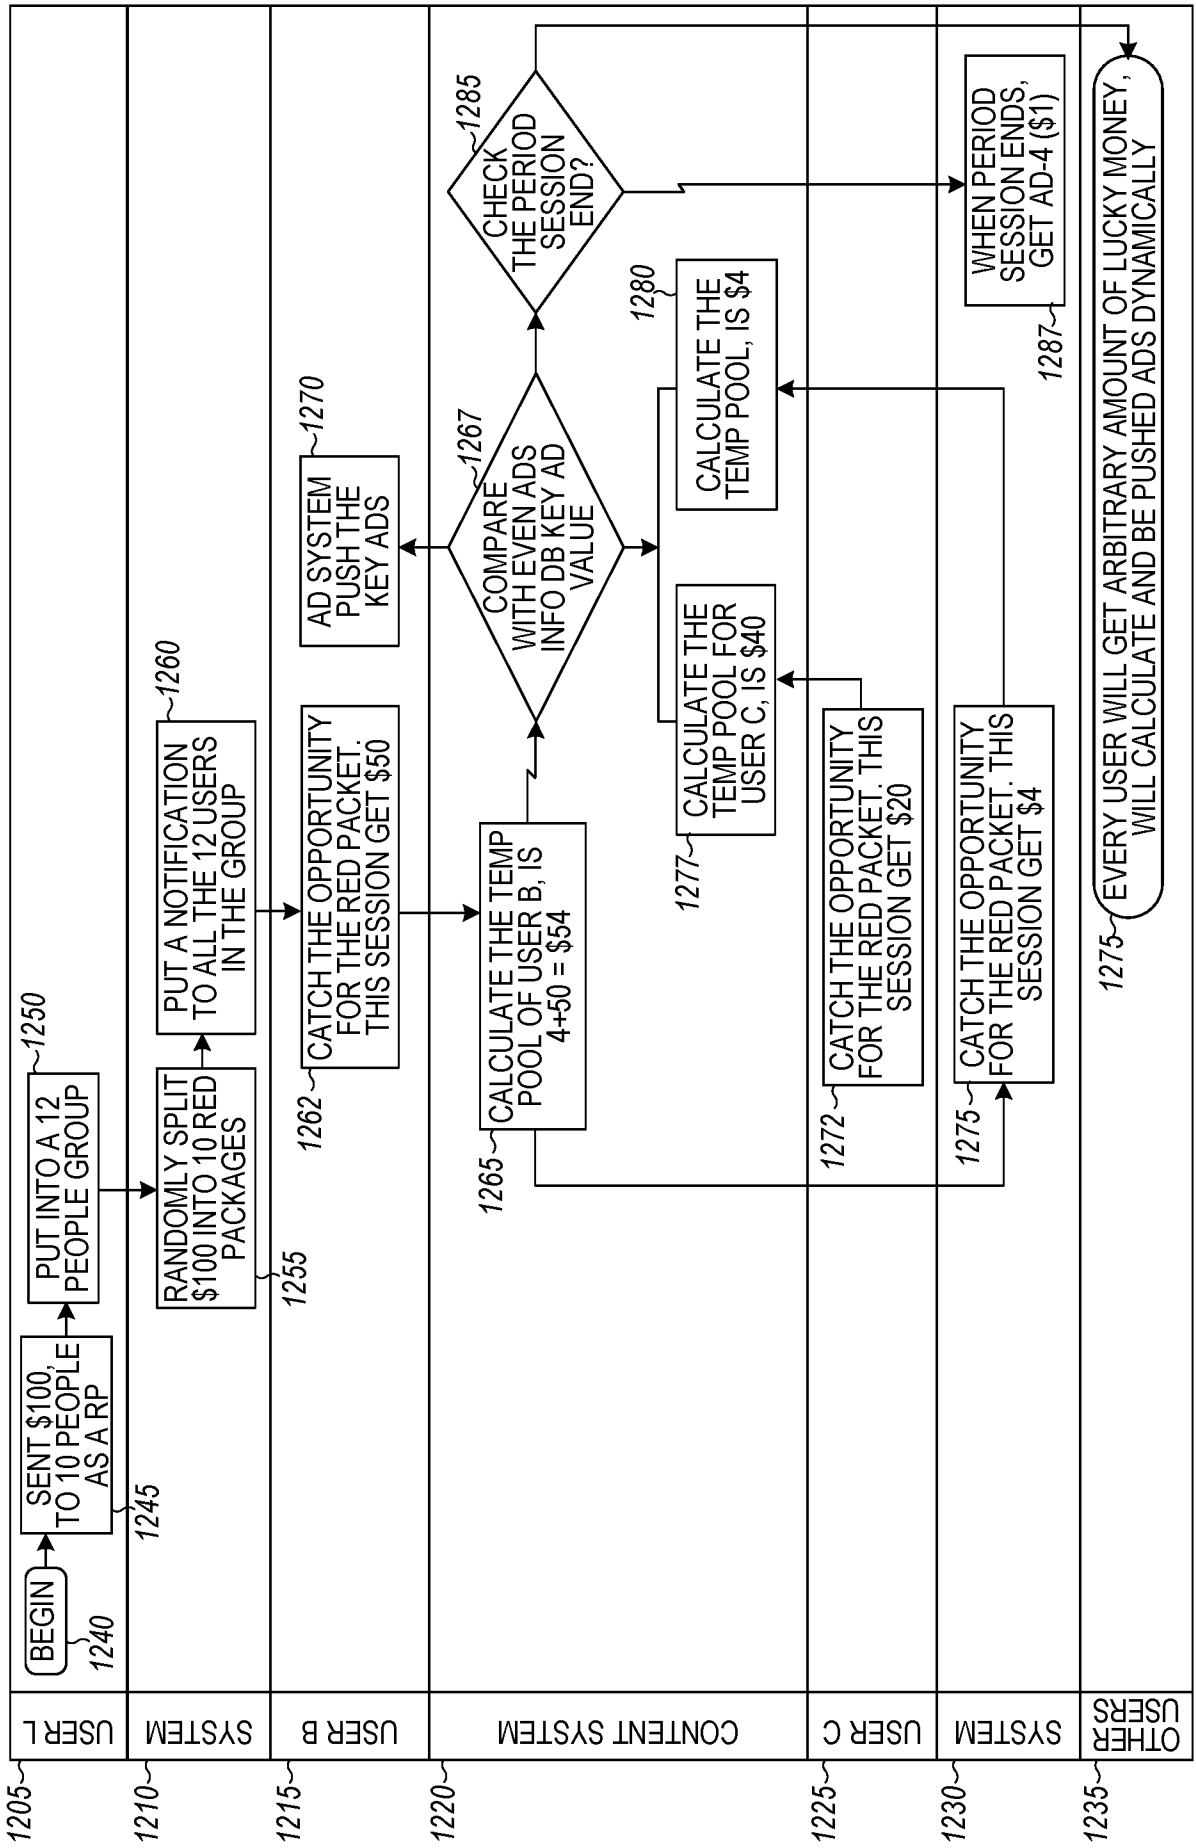 1205
USER L
BEGIN
1240
SENT $100,
TO 10 PEOPLE
AS A RP
1245
PUT INTO A 12
PEOPLE GROUP
1250
1210
SYSTEM
RANDOMLY SPLIT
$100 INTO 10 RED
PACKAGES
1255
PUT A NOTIFICATION
TO ALL THE 12 USERS
IN THE GROUP
1260
1215
USER B
CATCH THE OPPORTUNITY
FOR THE RED PACKET.
THIS SESSION GET $50
1262
AD SYSTEM
PUSH THE
KEY ADS
1270
1220
CONTENT SYSTEM
CALCULATE THE TEMP
POOL OF USER B, IS
4+50 = $54
1265
COMPARE
WITH EVEN ADS
INFO DB KEY AD
VALUE
1267
CHECK
THE PERIOD
SESSION
END?
1285
CALCULATE THE
TEMP POOL FOR
USER C, IS $40
1277
CALCULATE THE
TEMP POOL, IS $4
1280
1225
USER C
CATCH THE OPPORTUNITY
FOR THE RED PACKET. THIS
SESSION GET $20
1272
1230
SYSTEM
CATCH THE OPPORTUNITY
FOR THE RED PACKET. THIS
SESSION GET $4
1275
WHEN PERIOD
SESSION ENDS,
GET AD-4 ($1)
1287
1235
OTHER
USERS
EVERY USER WILL GET ARBITRARY AMOUNT OF LUCKY MONEY,
WILL CALCULATE AND BE PUSHED ADS DYNAMICALLY
1275